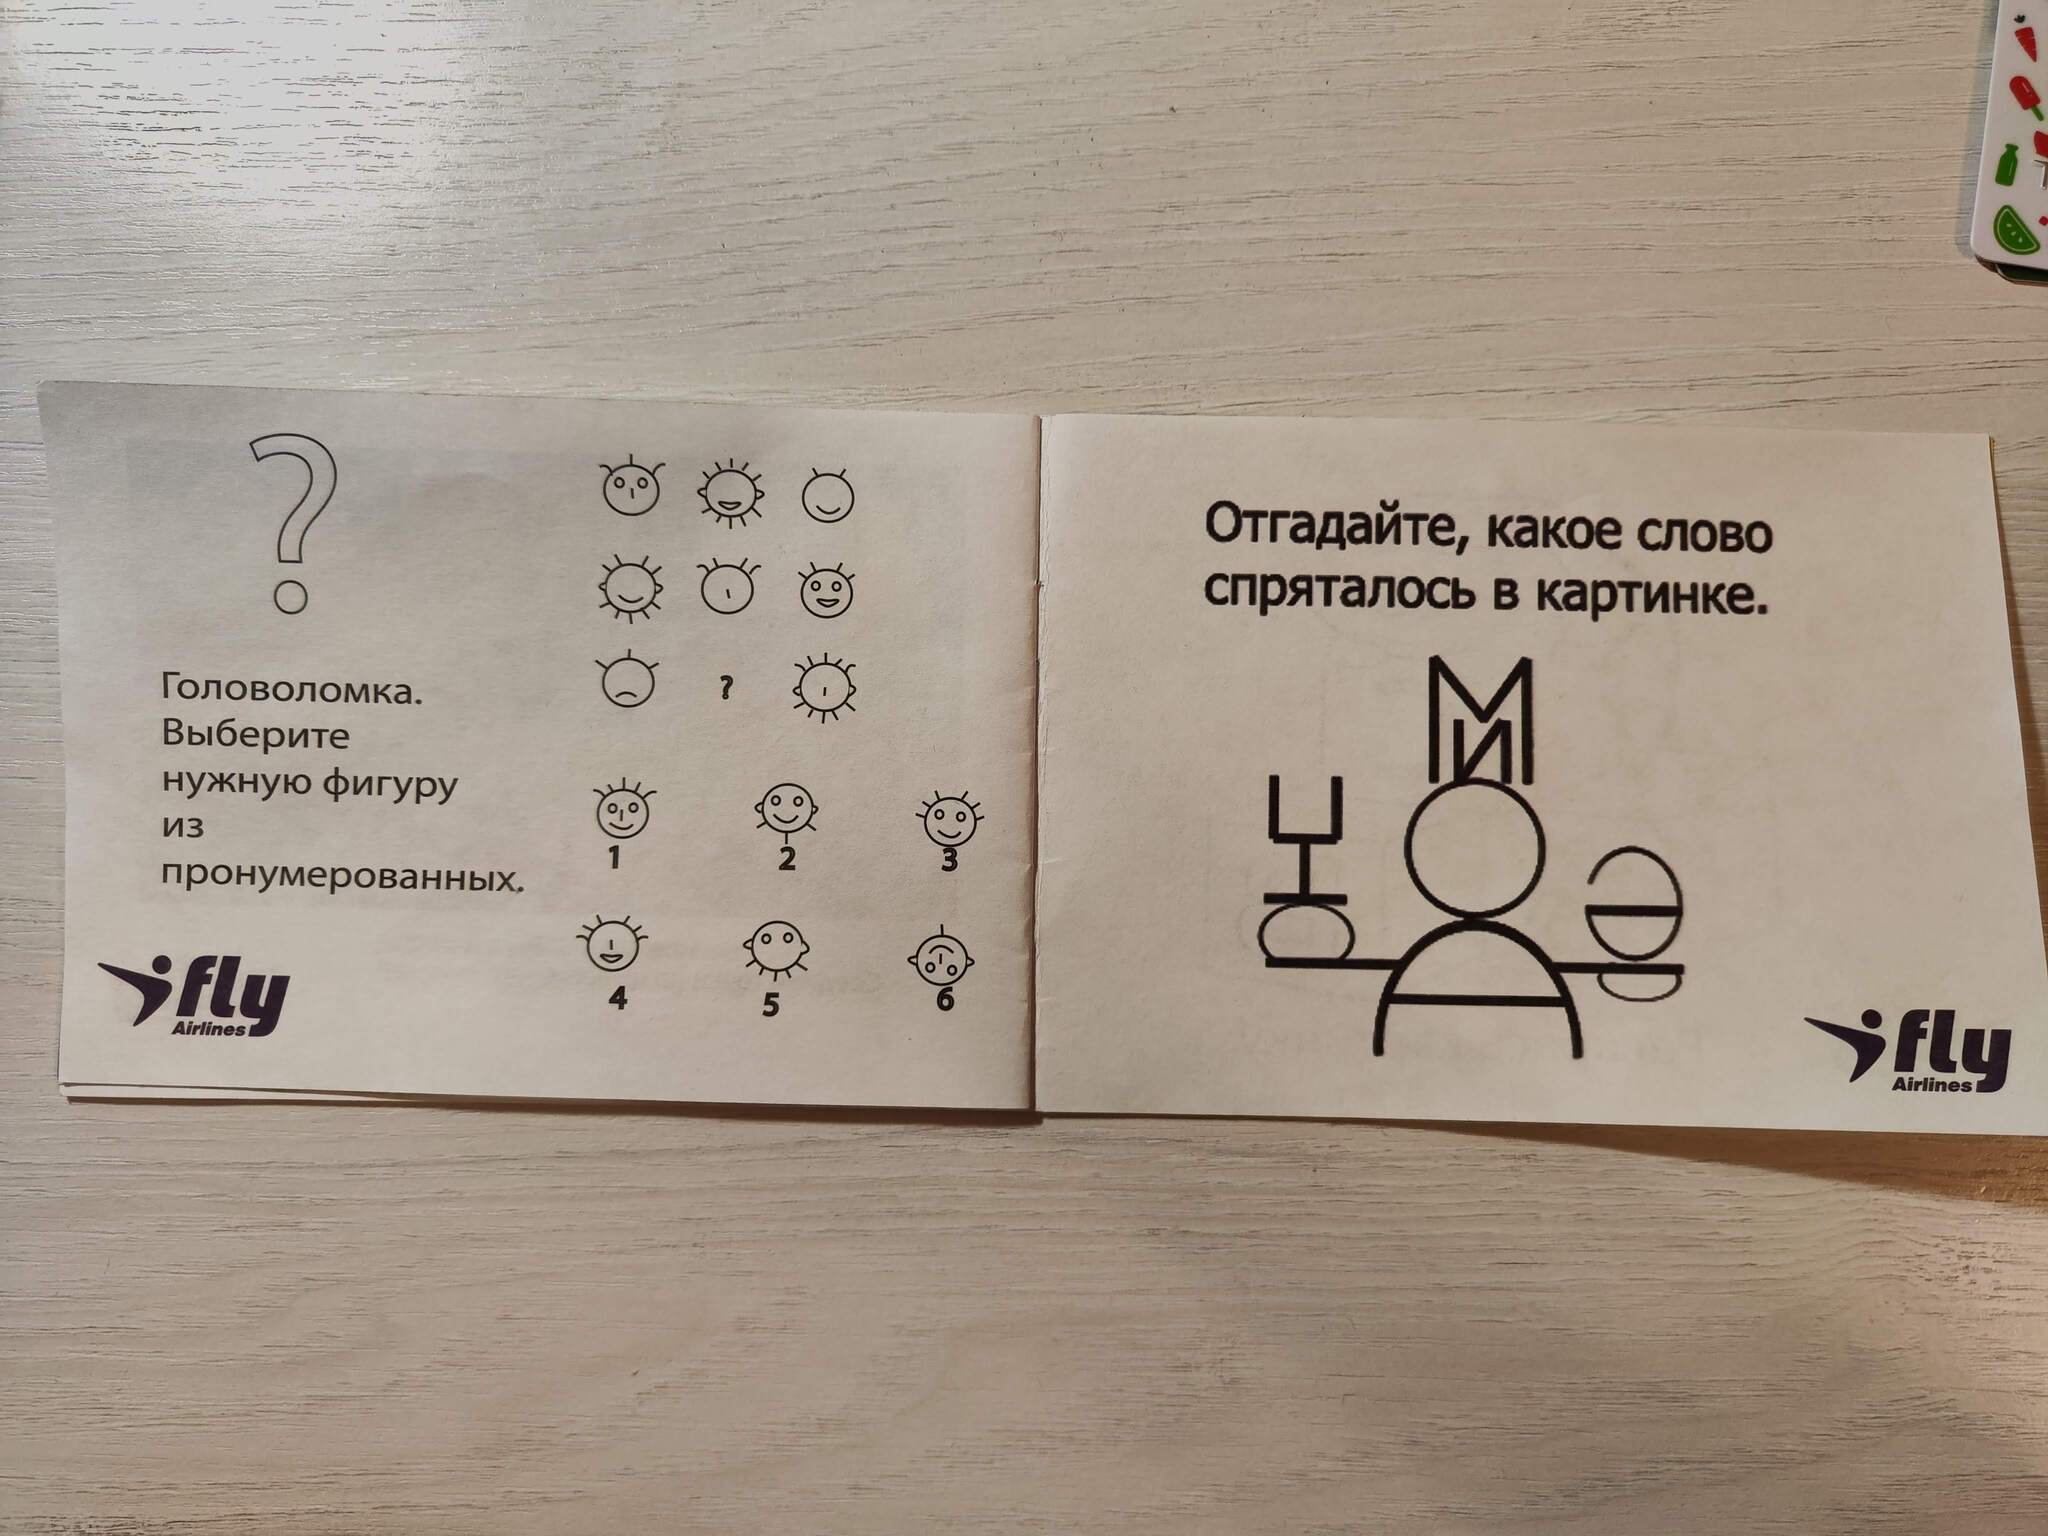 ?
?
Головоломка.
Выберите
нужную фигуру
из
пронумерованных.
1 2 3
4 5 6
fly
Airlines
Отгадайте, какое слово
спряталось в картинке.
М
И
fly
Airlines